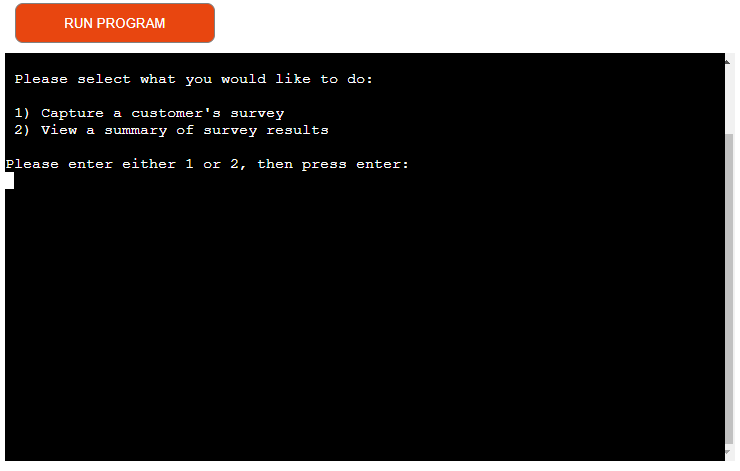 RUN PROGRAM
Please select what you would like to do:
1) Capture a customer's survey
2) View a summary of survey results
Please enter either 1 or 2, then press enter: